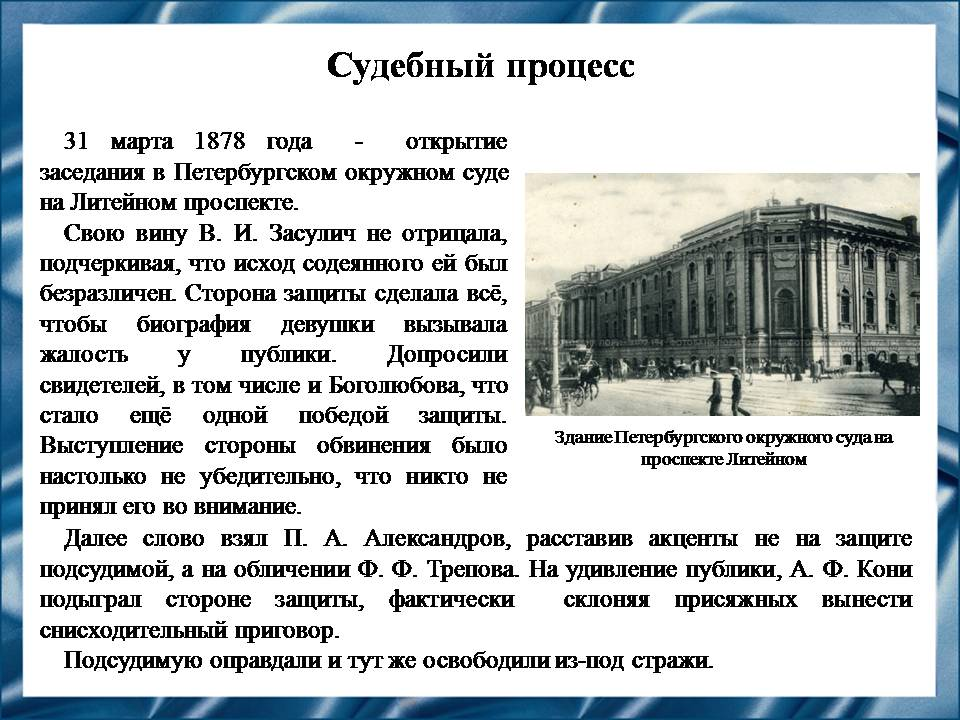 Судебный процесс
31 марта 1878 года - открытие
заседания в Петербургском окружном суде
на Литейном проспекте.
Свою вину В. И. Засулич не отрицала,
подчеркивая, что исход содеянного ей был
безразличен. Сторона защиты сделала всё,
чтобы биография девушки вызывала
жалость у публики. Допросили
свидетелей, в том числе и Боголюбова, что
стало ещё одной победой защиты.
Выступление стороны обвинения было
настолько не убедительно, что никто не
принял его во внимание.
Здание Петербургского окружного суда на
проспекте Литейном
Далее слово взял П. А. Александров, расставив акценты не на защите
подсудимой, а на обличении Ф. Ф. Трепова. На удивление публики, А. Ф. Кони
подыграл стороне защиты, фактически склоняя присяжных вынести
снисходительный приговор.
Подсудимую оправдали и тут же освободили из-под стражи.